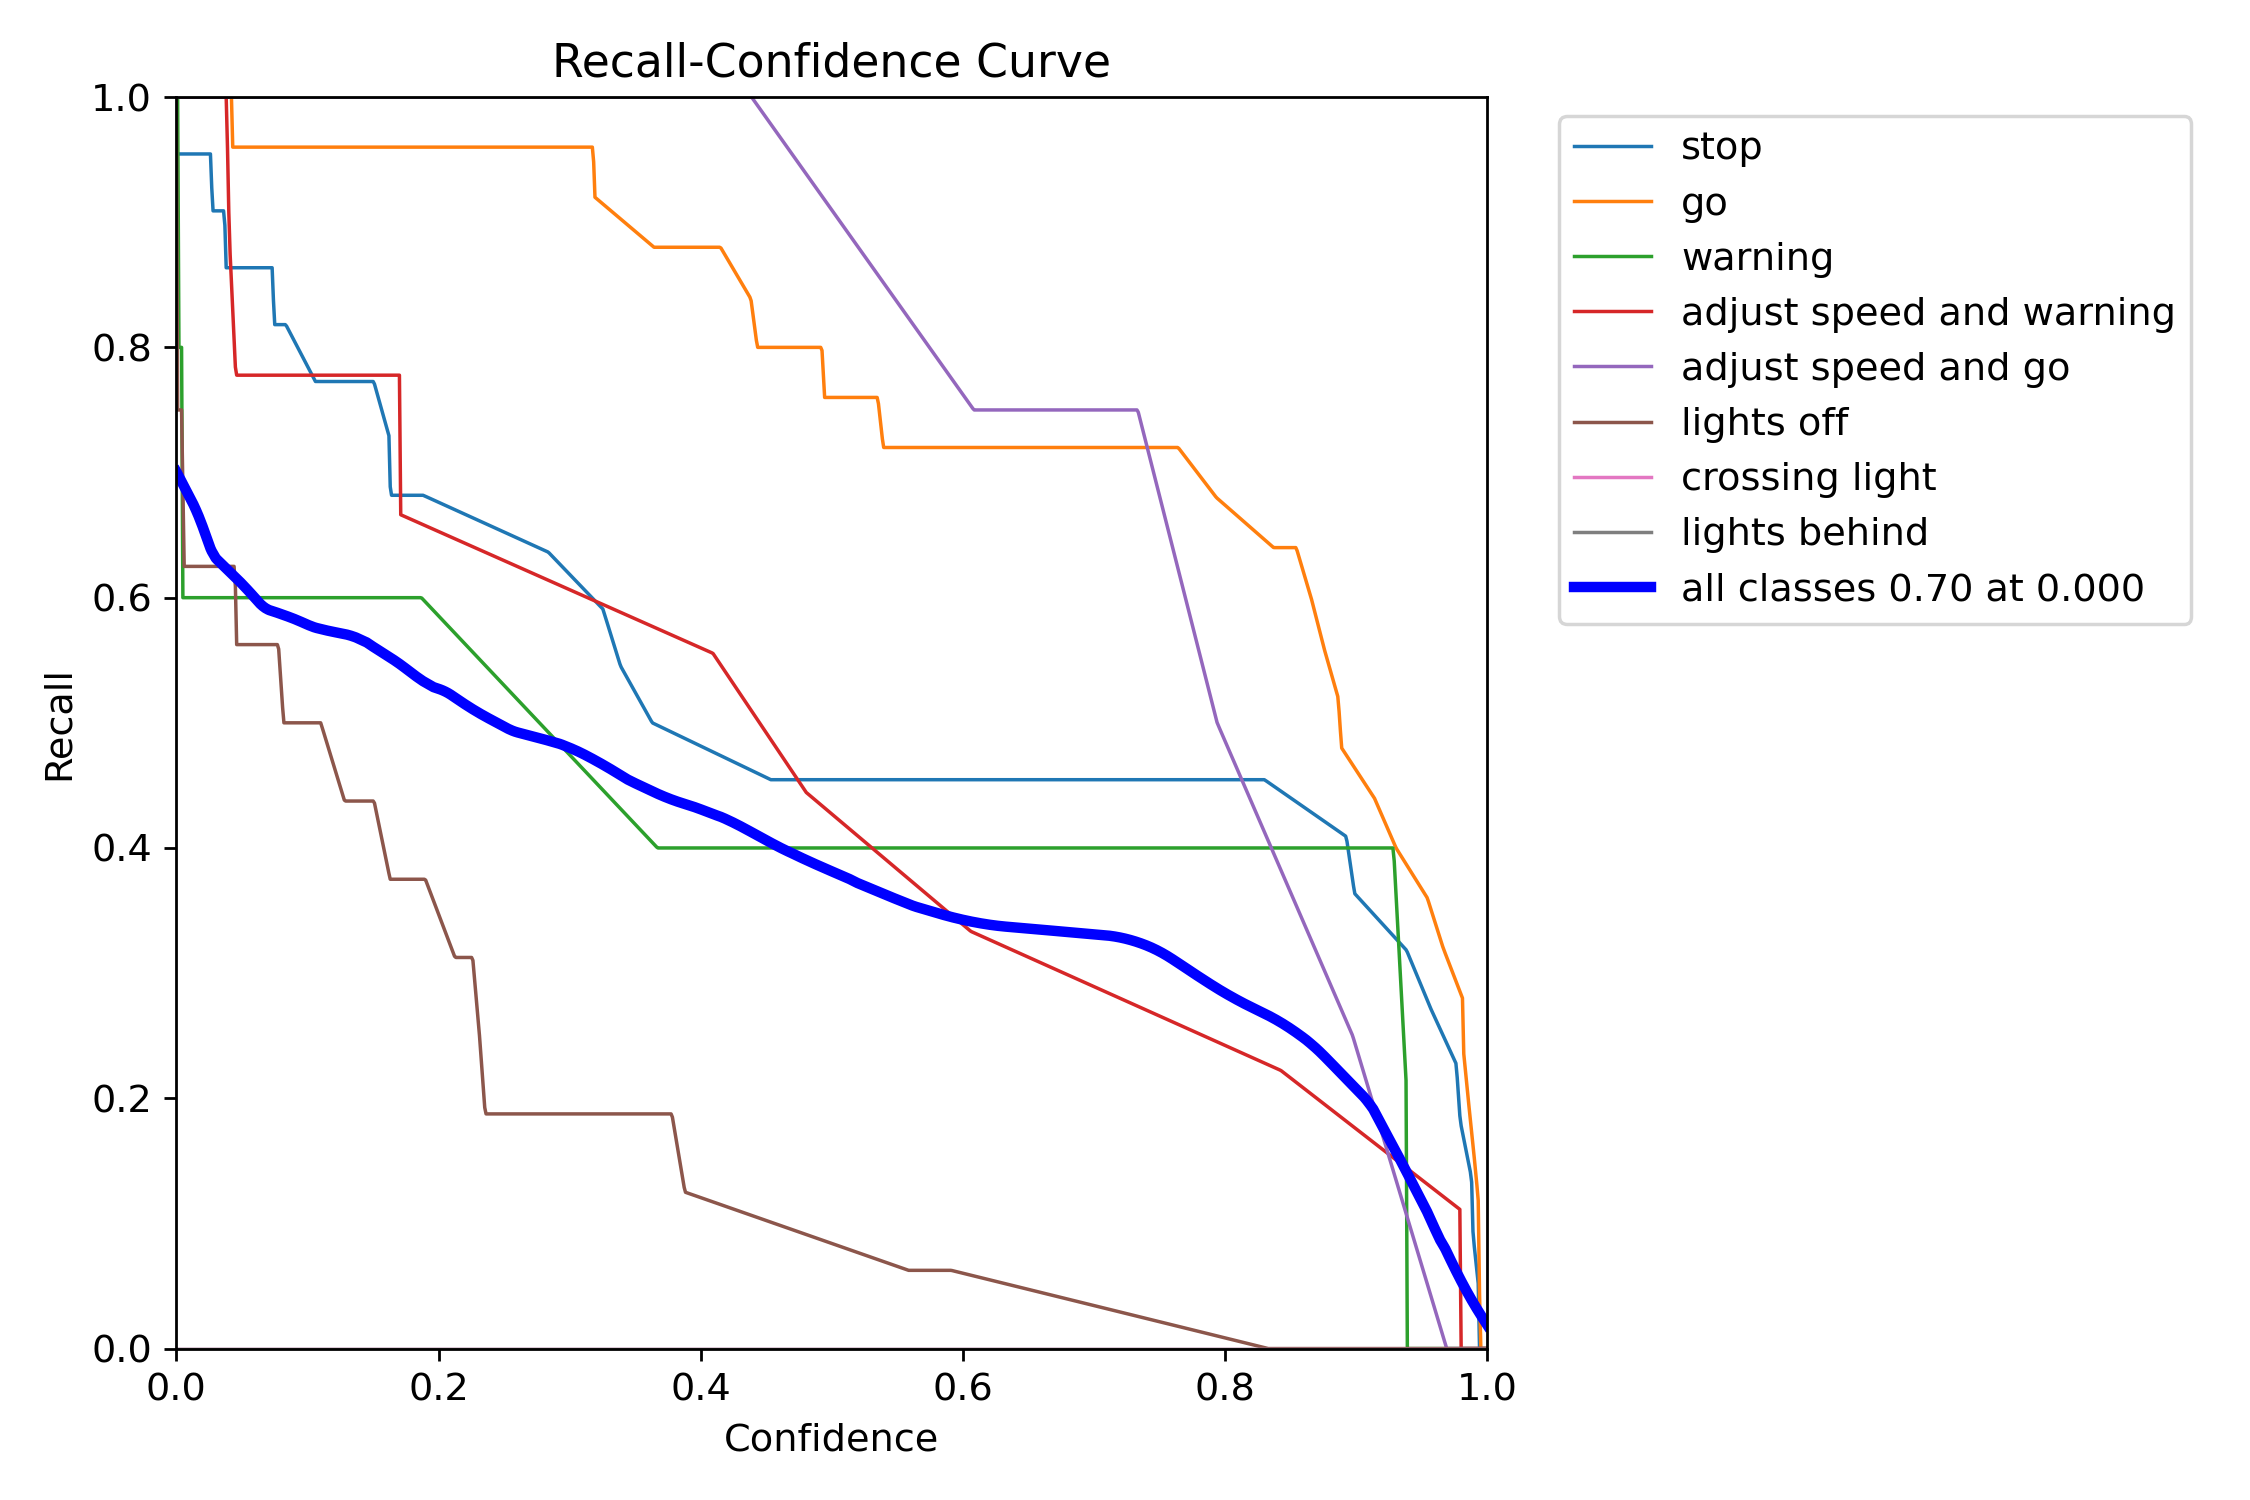 Recall-Confidence Curve
1.0
0.8
0.6
0.4
0.2
0.0
Recall
0.0 0.2 0.4 0.6 0.8 1.0
Confidence
stop
go
warning
adjust speed and warning
adjust speed and go
lights off
crossing light
lights behind
all classes 0.70 at 0.000